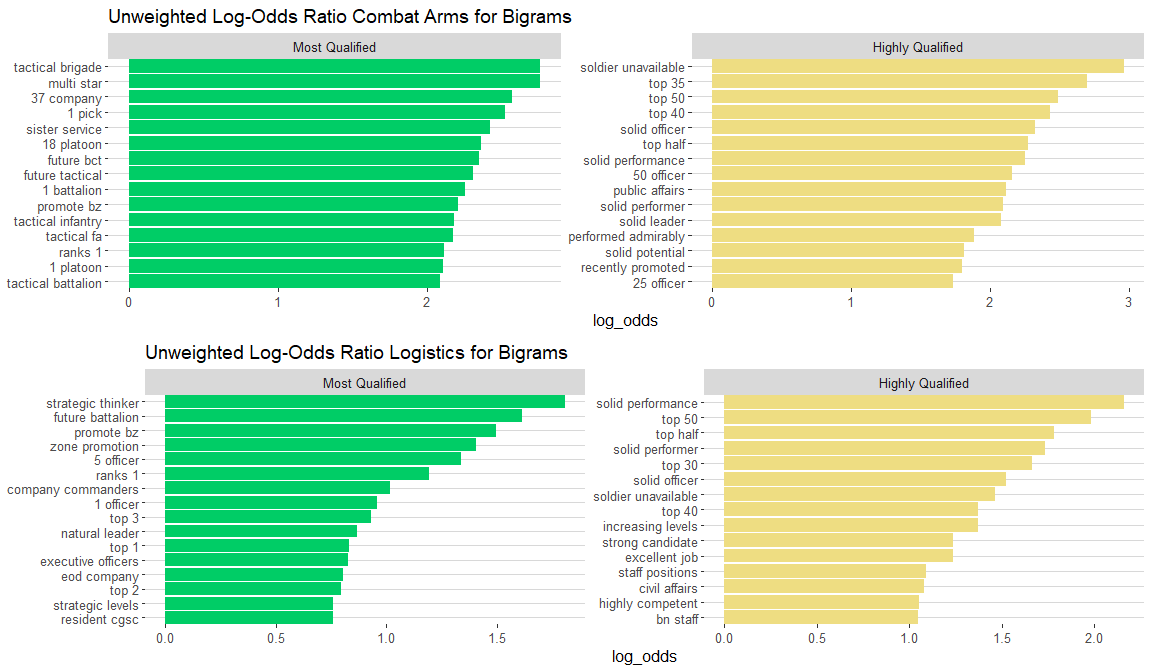 Unweighted Log-Odds Ratio Combat Arms for Bigrams
Most Qualified
tactical brigade
multi star
37 company
1 pick
sister service
18 platoon
future bct
future tactical
1 battalion
promote bz
tactical infantry
tactical fa
ranks 1
1 platoon
tactical battalion
0 1 2
Highly Qualified
soldier unavailable
top 35
top 50
top 40
solid officer
top half
solid performance
50 officer
public affairs
solid performer
solid leader
performed admirably
solid potential
recently promoted
25 officer
0 1 2 3
log_odds
Unweighted Log-Odds Ratio Logistics for Bigrams
Most Qualified
strategic thinker
future battalion
promote bz
zone promotion
5 officer
ranks 1
company commanders
1 officer
top 3
natural leader
top 1
executive officers
eod company
top 2
strategic levels
resident cgsc
0.0 0.5 1.0 1.5
Highly Qualified
solid performance
top 50
top half
solid performer
top 30
solid officer
soldier unavailable
top 40
increasing levels
strong candidate
excellent job
staff positions
civil affairs
highly competent
bn staff
0.0 0.5 1.0 1.5 2.0
log_odds